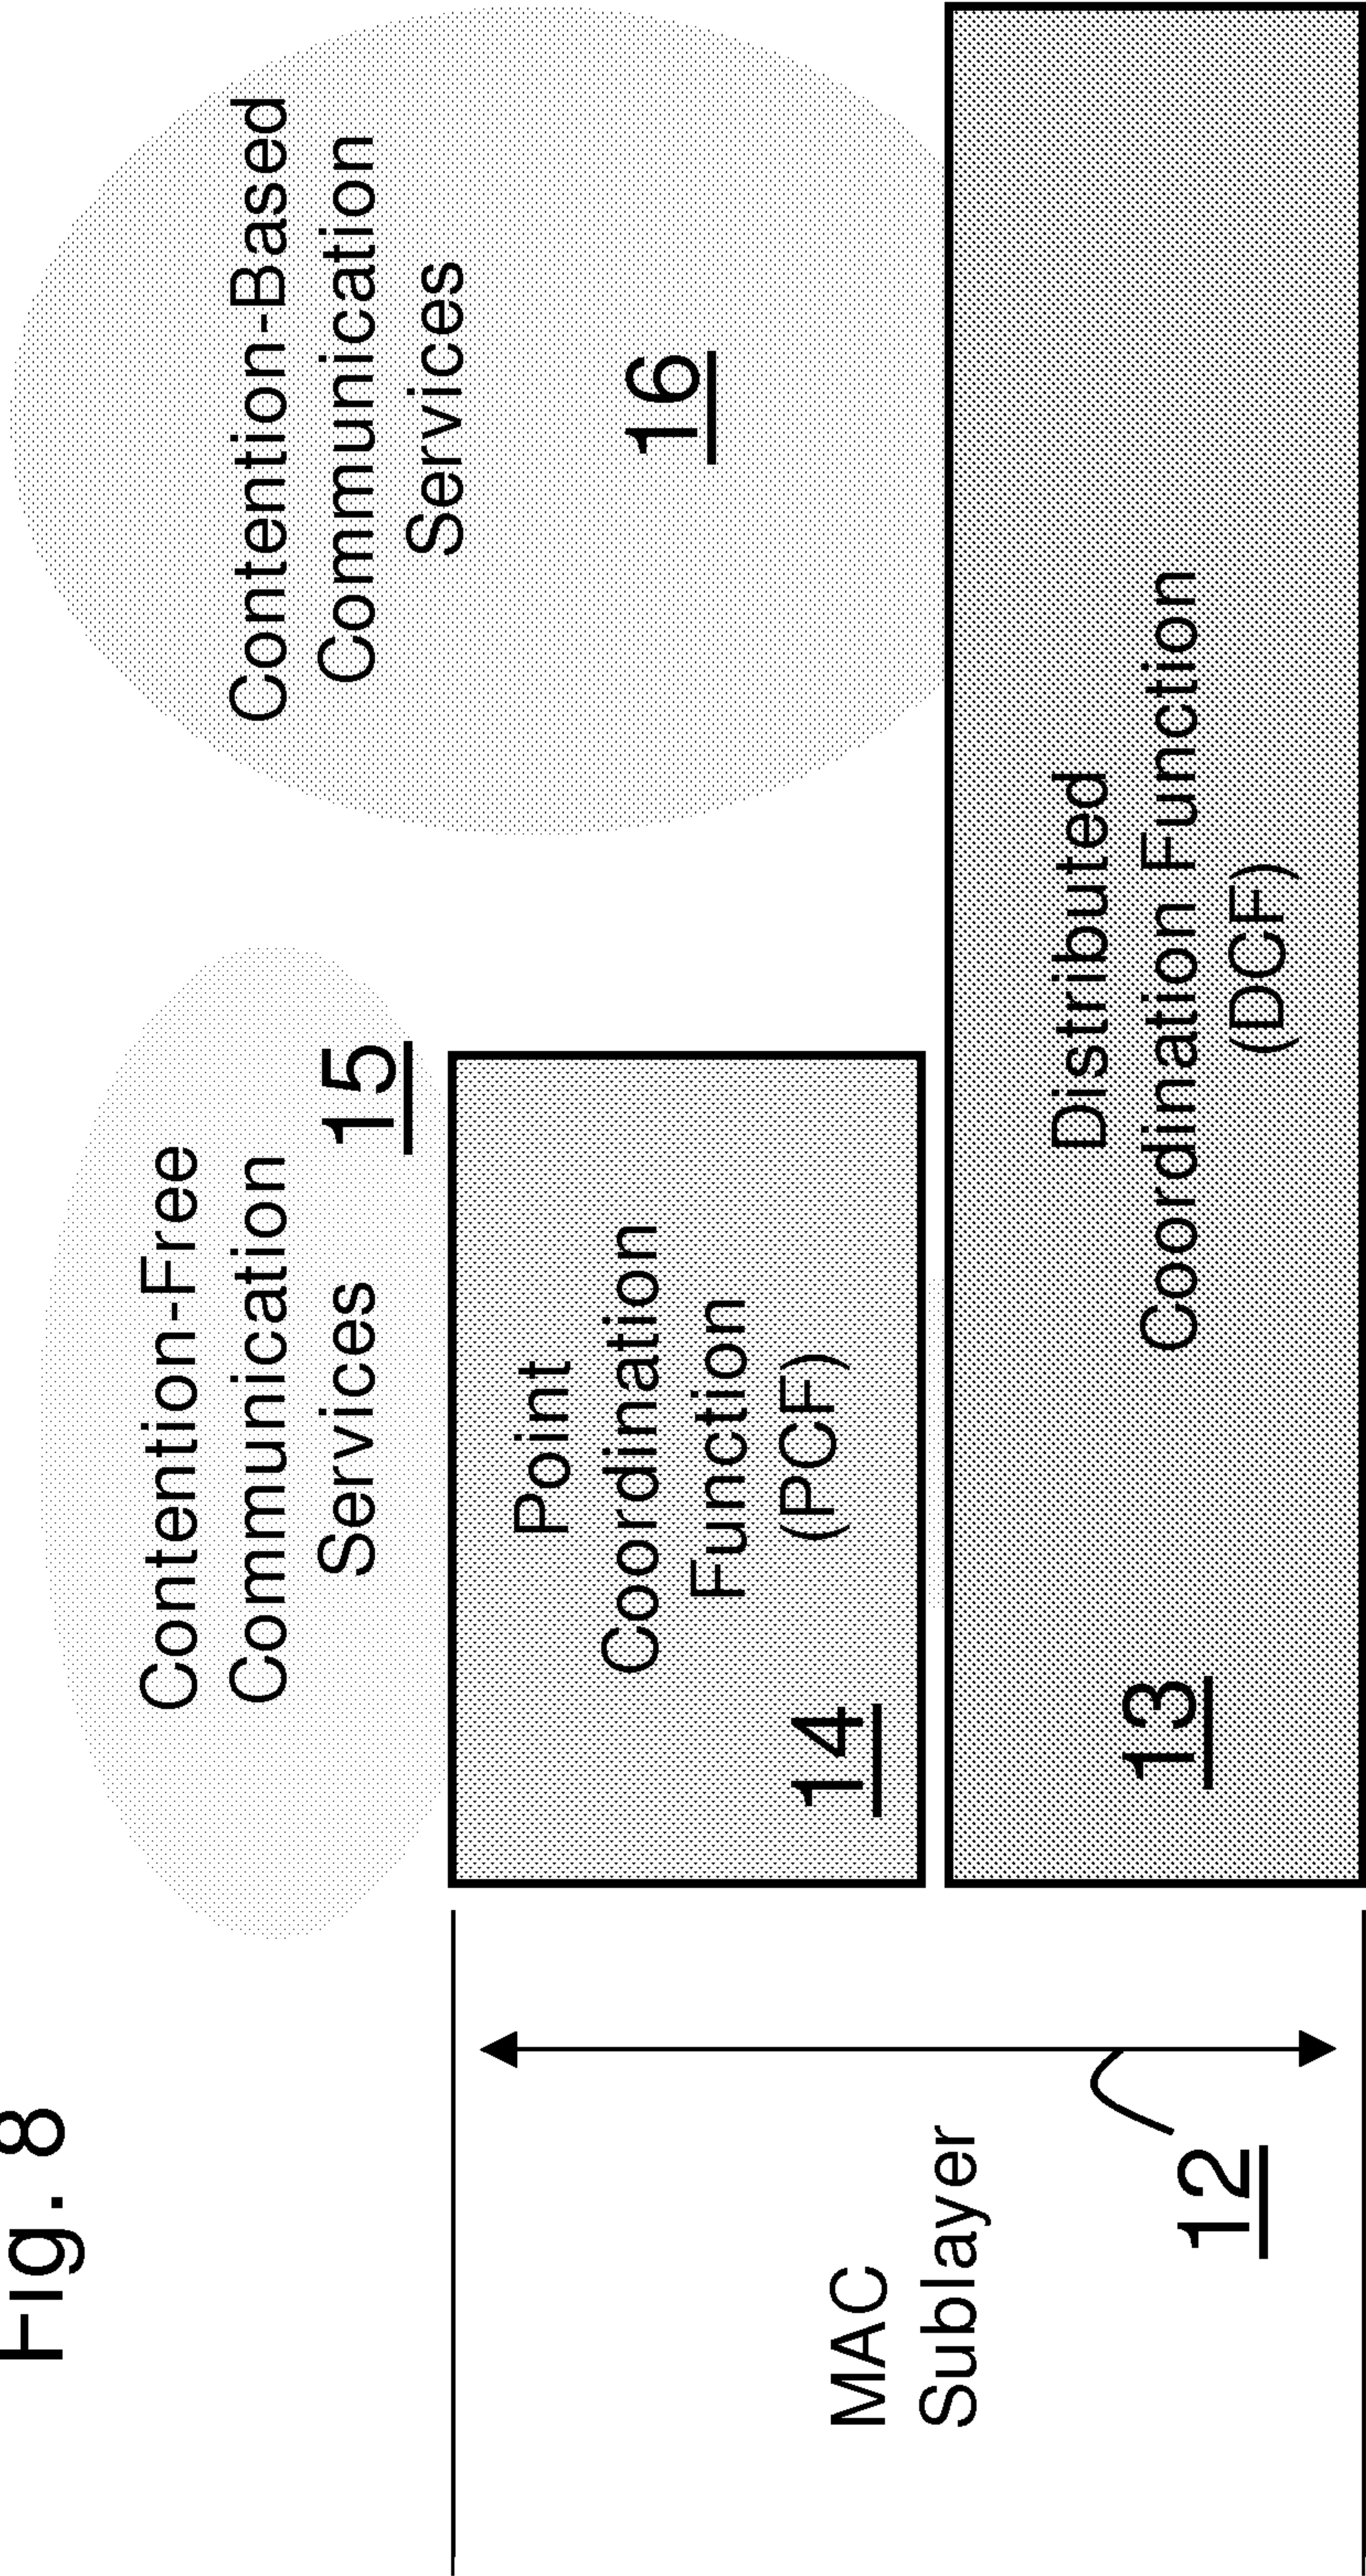 Fig. 8
Contention-Free
Communication
Services
15
Contention-Based
Communication
Services
16
Point
Coordination
Function
(PCF)
14
MAC
Sublayer
12
Distributed
Coordination Function
(DCF)
13